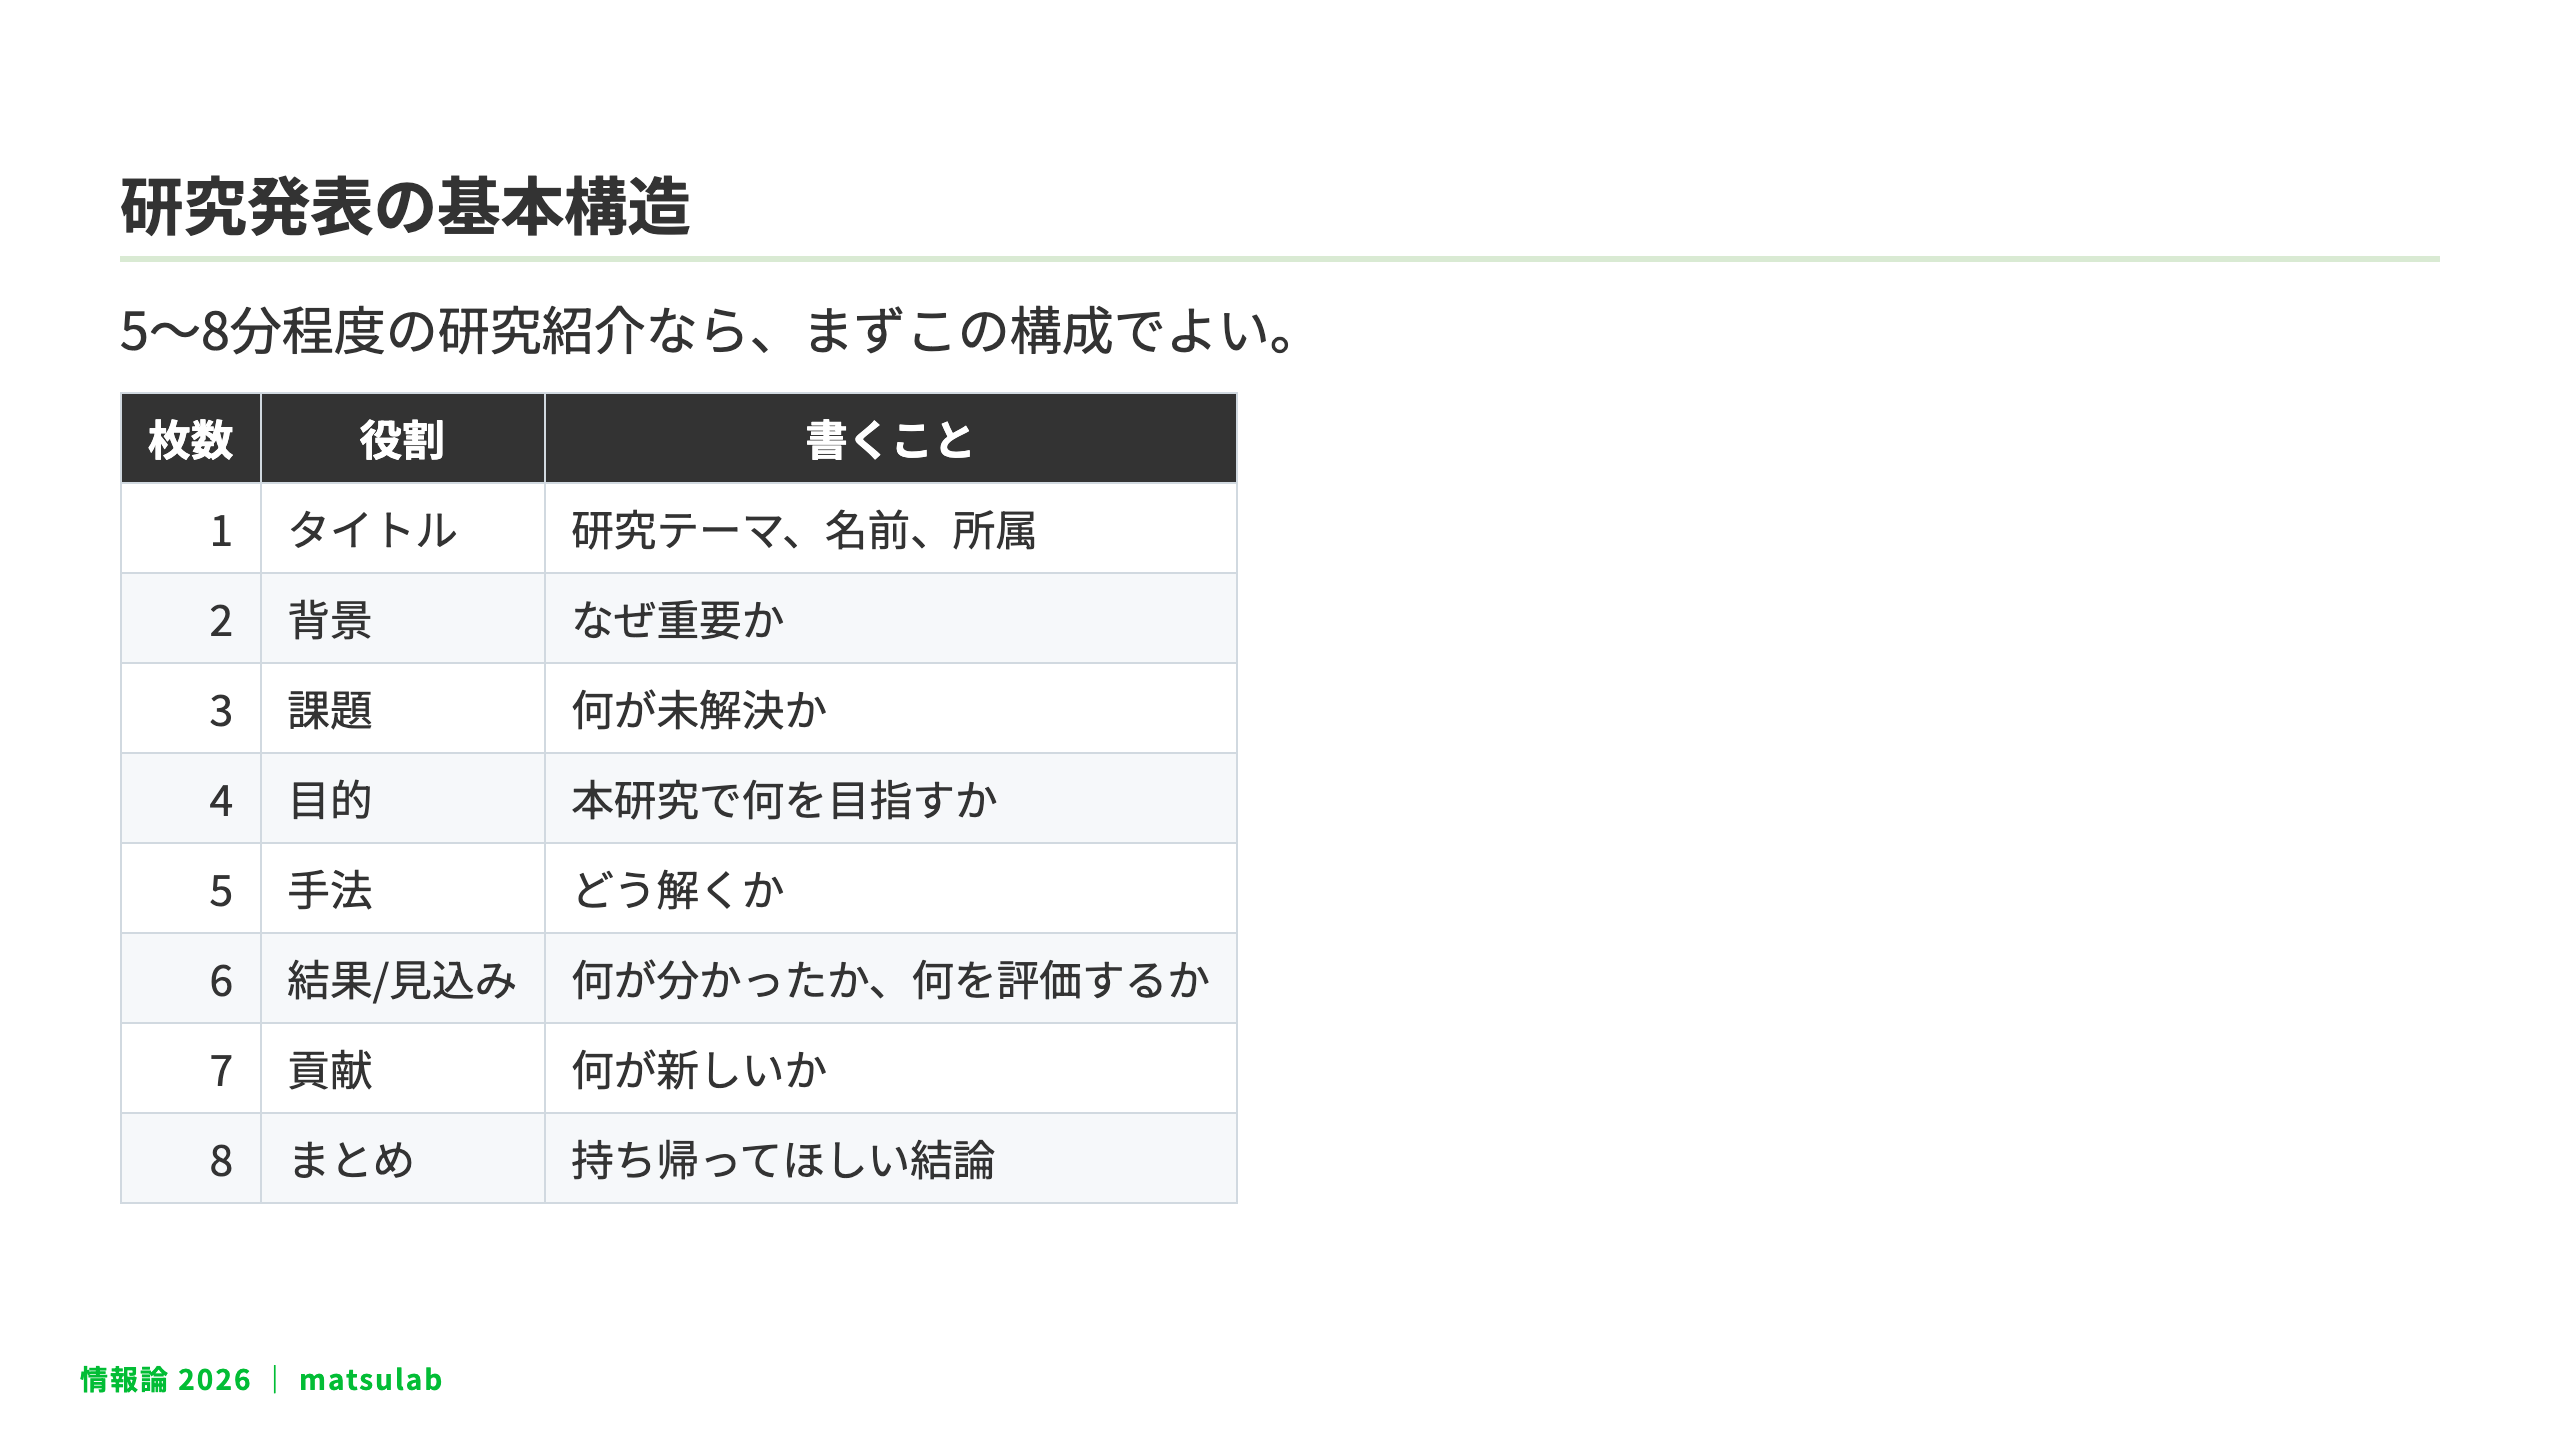 研究発表の基本構造
5〜8分程度の研究紹介なら、まずこの構成でよい。
枚数 役割 書くこと
1 タイトル 研究テーマ、名前、所属
2 背景 なぜ重要か
3 課題 何が未解決か
4 目的 本研究で何を目指すか
5 手法 どう解くか
6 結果/見込み 何が分かったか、何を評価するか
7 貢献 何が新しいか
8 まとめ 持ち帰ってほしい結論
情報論 2026 ｜ matsulab